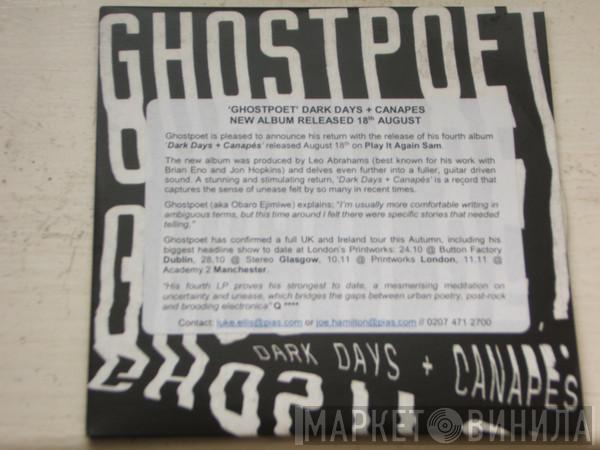 GHOSTPOET
'GHOSTPOET' DARK DAYS + CANAPES
NEW ALBUM RELEASED 18th AUGUST
Ghostpoet is pleased to announce his return with the release of his fourth album
'Dark Days + Canapés' released August 18th on Play It Again Sam.
The new album was produced by Leo Abrahams (best known for his work with
Brian Eno and Jon Hopkins) and delves even further into a fuller, guitar driven
sound. A stunning and stimulating return, 'Dark Days + Canapés' is a record that
captures the sense of unease felt by so many in recent times.
Ghostpoet (aka Obaro Ejimiwe) explains; "I'm usually more comfortable writing in
ambiguous terms, but this time around I felt there were specific stories that needed
telling."
Ghostpoet has confirmed a full UK and Ireland tour this Autumn, including his
biggest headline show to date at London's Printworks: 24.10 @ Button Factory
Dublin, 28.10 @ Stereo Glasgow, 10.11 @ Printworks London, 11.11 @
Academy 2 Manchester.
"His fourth LP proves his strongest to date, a mesmerising meditation on
uncertainty and unease, which bridges the gaps between urban poetry, post-rock
and brooding electronica" Q ****
Contact: luke.ellis@pias.com or joe.hamilton@pias.com // 0207 471 2700
DARK DAYS + CANAPÉS
МАРКЕТ ВИНИЛА